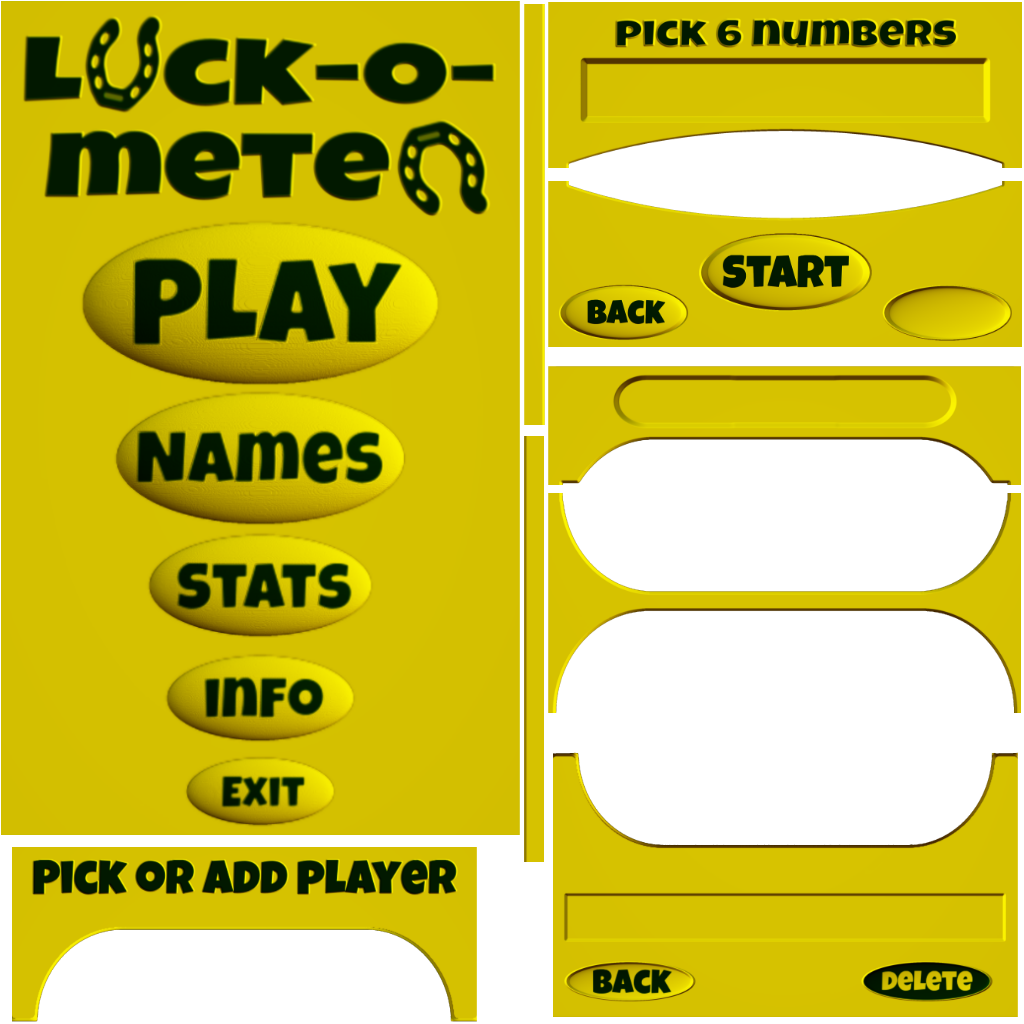 LUCK-O-
METER
PLAY
NAMES
STATS
INFO
EXIT
PICK OR ADD PLAYER
PICK 6 NUMBERS
START
BACK
BACK
DELETE